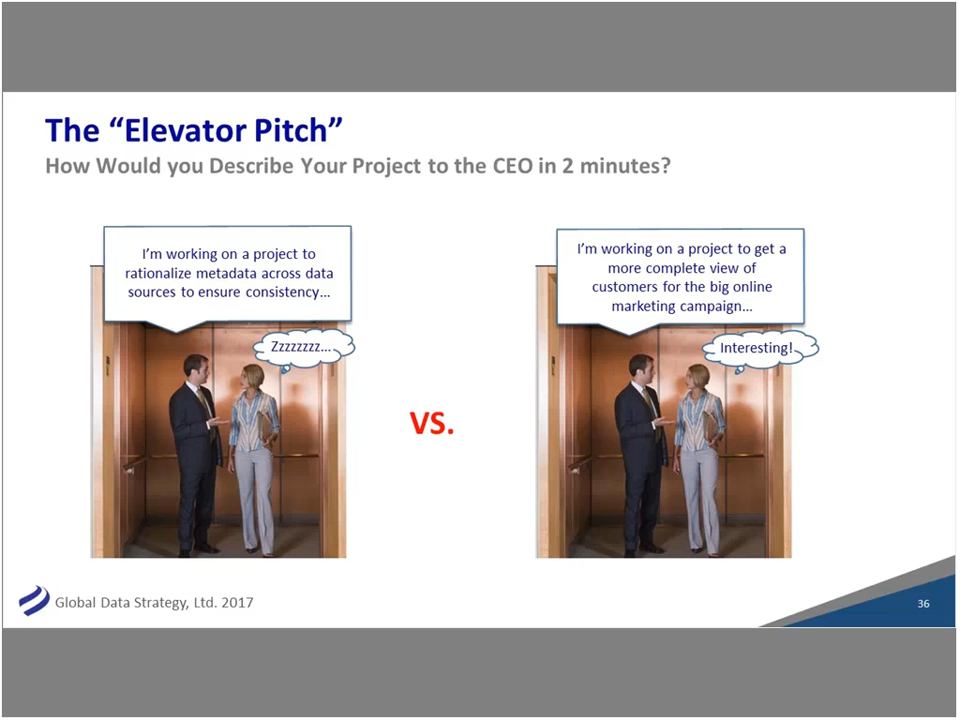 The “Elevator Pitch”
How Would you Describe Your Project to the CEO in 2 minutes?
I’m working on a project to
rationalize metadata across data
sources to ensure consistency...
Zzzzzzzz...
VS.
I’m working on a project to get a
more complete view of
customers for the big online
marketing campaign...
Interesting!
Global Data Strategy, Ltd. 2017
36